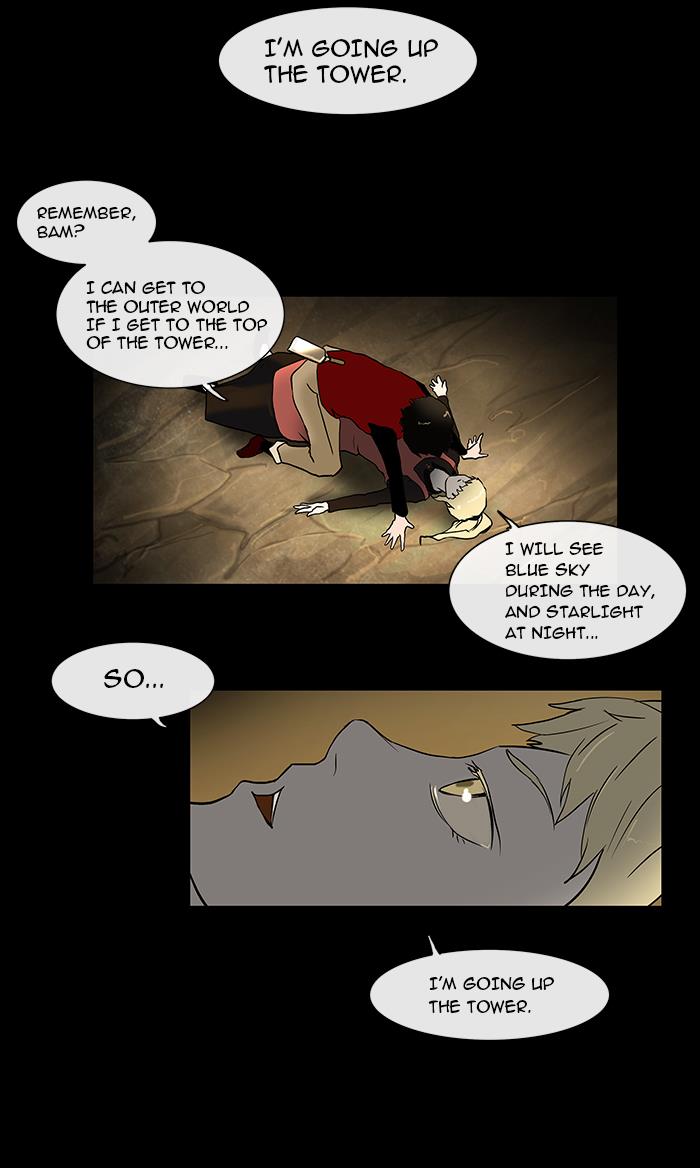 I'M GOING UP
THE TOWER.
REMEMBER,
BAM?
I CAN GET TO
THE OUTER WORLD
IF I GET TO THE TOP
OF THE TOWER...
I WILL SEE
BLUE SKY
DURING THE DAY,
AND STARLIGHT
AT NIGHT...
SO...
I'M GOING UP
THE TOWER.